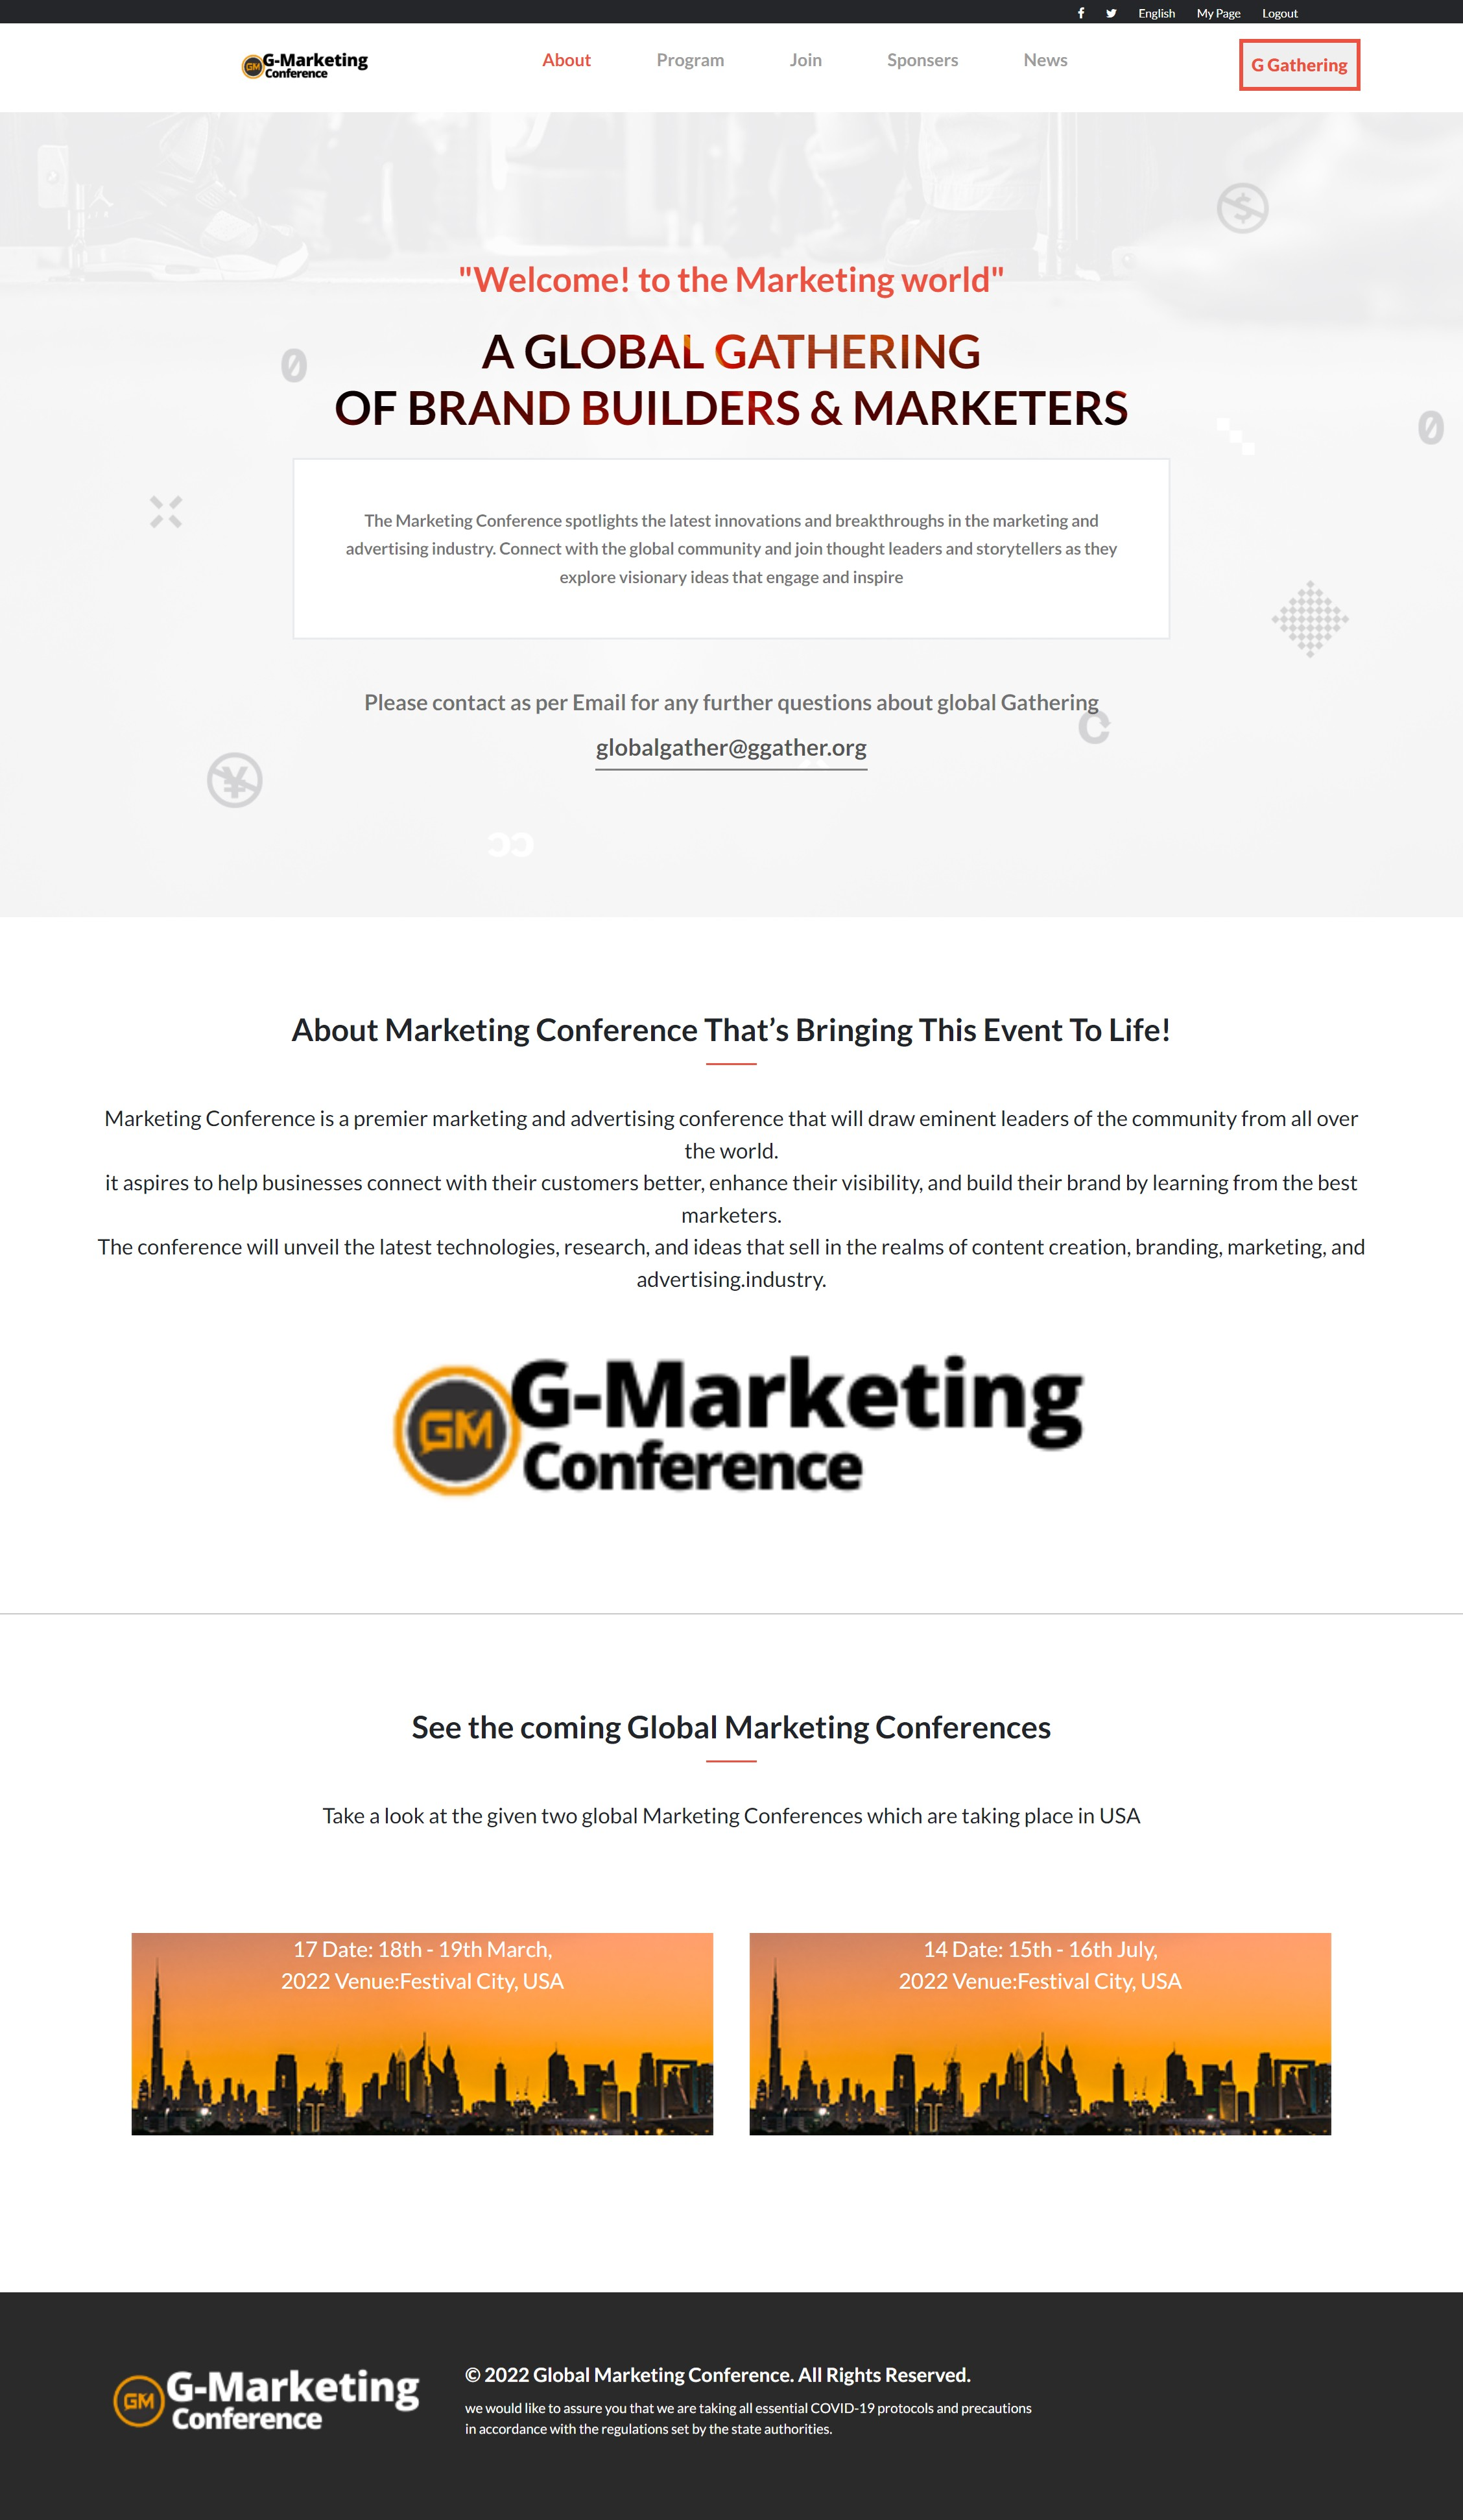 English My Page Logout
GM G-Marketing
Conference
About Program Join Sponsers News
G Gathering
"Welcome! to the Marketing world"
A GLOBAL GATHERING
OF BRAND BUILDERS & MARKETERS
The Marketing Conference spotlights the latest innovations and breakthroughs in the marketing and
advertising industry. Connect with the global community and join thought leaders and storytellers as they
explore visionary ideas that engage and inspire
Please contact as per Email for any further questions about global Gathering
globalgather@ggather.org
About Marketing Conference That’s Bringing This Event To Life!
Marketing Conference is a premier marketing and advertising conference that will draw eminent leaders of the community from all over
the world.
it aspires to help businesses connect with their customers better, enhance their visibility, and build their brand by learning from the best
marketers.
The conference will unveil the latest technologies, research, and ideas that sell in the realms of content creation, branding, marketing, and
advertising.industry.
GM G-Marketing
Conference
See the coming Global Marketing Conferences
Take a look at the given two global Marketing Conferences which are taking place in USA
17 Date: 18th - 19th March,
2022 Venue:Festival City, USA
14 Date: 15th - 16th July,
2022 Venue:Festival City, USA
GM G-Marketing
Conference
© 2022 Global Marketing Conference. All Rights Reserved.
we would like to assure you that we are taking all essential COVID-19 protocols and precautions
in accordance with the regulations set by the state authorities.